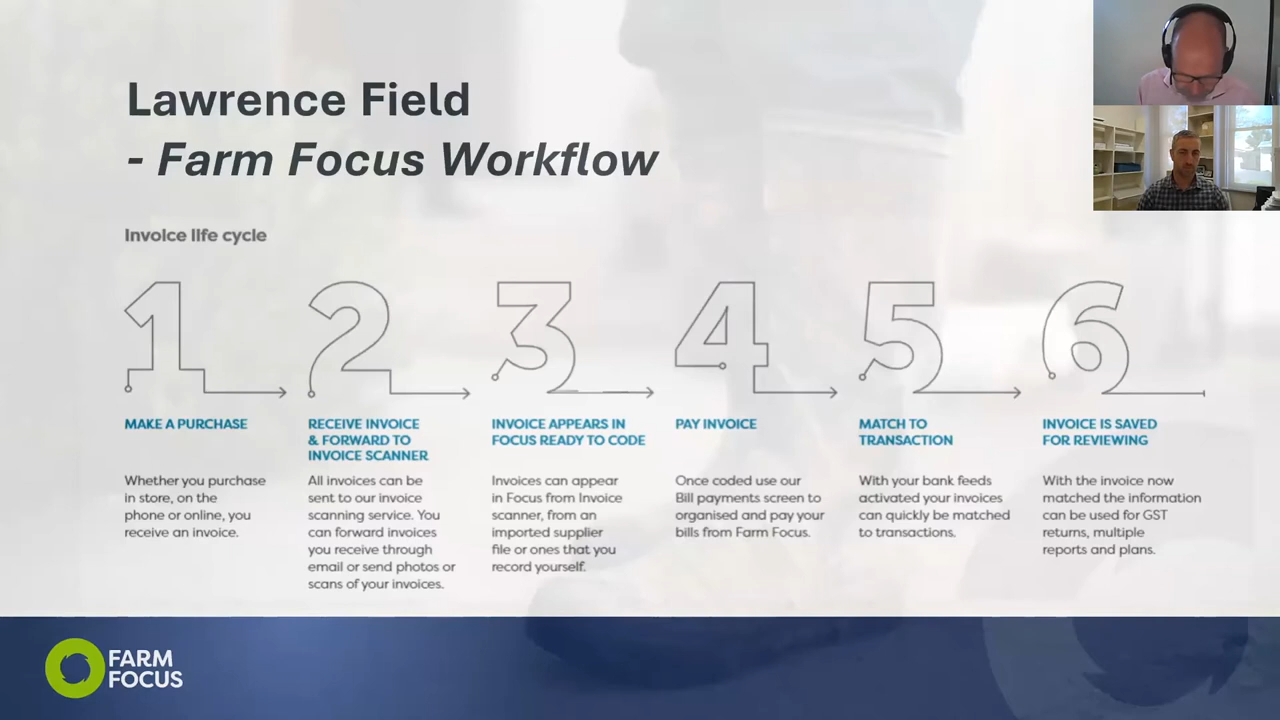 Lawrence Field
- Farm Focus Workflow
Invoice life cycle
1
2
3
4
5
6
MAKE A PURCHASE
Whether you purchase
in store, on the
phone or online, you
receive an invoice.
RECEIVE INVOICE
& FORWARD TO
INVOICE SCANNER
All invoices can be
sent to our invoice
scanning service. You
can forward invoices
you receive through
email or send photos or
scans of your invoices.
INVOICE APPEARS IN
FOCUS READY TO CODE
Invoices can appear
in Focus from Invoice
scanner, from an
imported supplier
file or ones that you
record yourself.
PAY INVOICE
Once coded use our
Bill payments screen to
organised and pay your
bills from Farm Focus.
MATCH TO
TRANSACTION
With your bank feeds
activated your invoices
can quickly be matched
to transactions.
INVOICE IS SAVED
FOR REVIEWING
With the invoice now
matched the information
can be used for GST
returns, multiple
reports and plans.
FARM
FOCUS